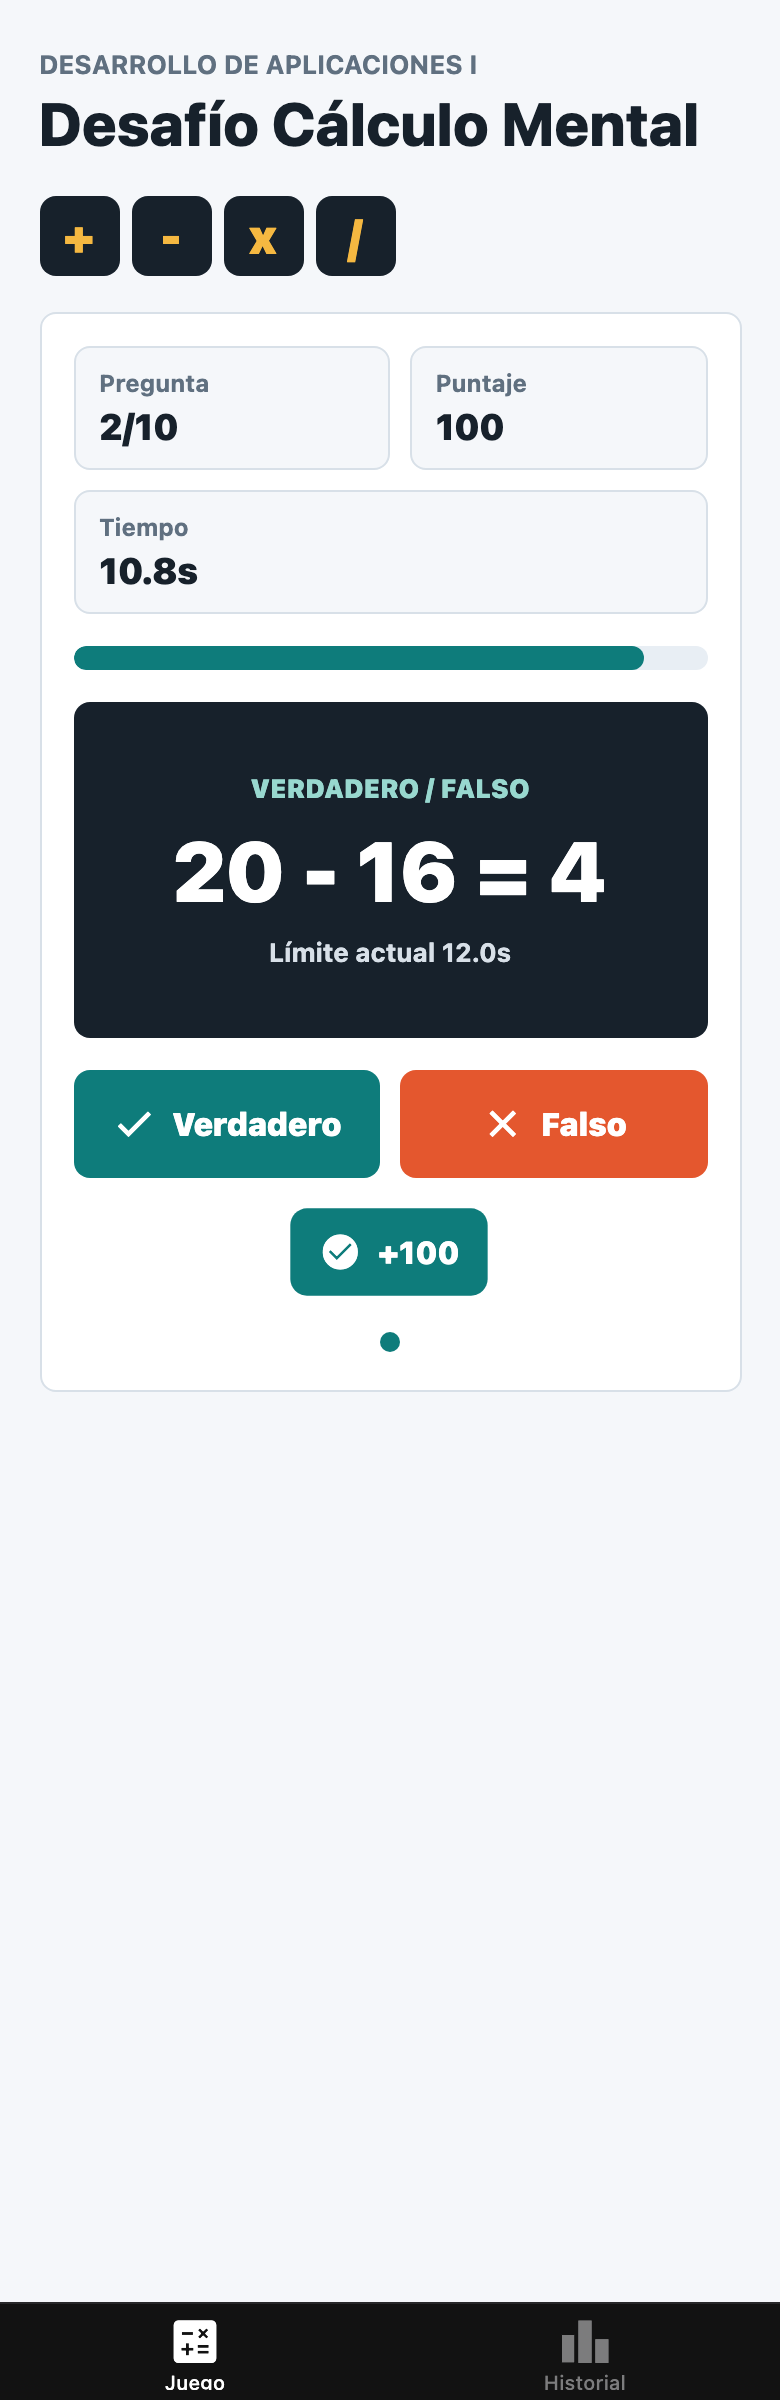 DESARROLLO DE APLICACIONES I
Desafío Cálculo Mental
+ - x /
Pregunta
2/10
Puntaje
100
Tiempo
10.8s
VERDADERO / FALSO
20 - 16 = 4
Límite actual 12.0s
Verdadero
Falso
+100
Juego
Historial